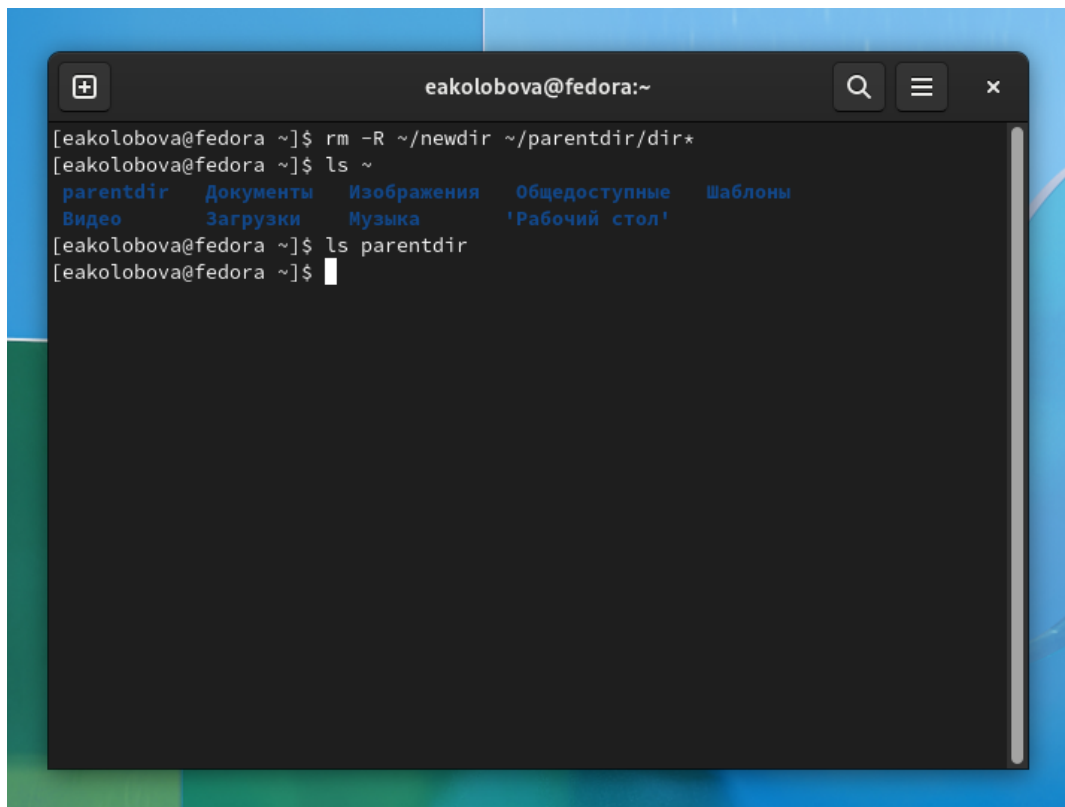 eakolobova@fedora:~
[eakolobova@fedora ~]$ rm -R ~/newdir ~/parentdir/dir*
[eakolobova@fedora ~]$ ls ~
parentdir Документы Изображения Общедоступные Шаблоны
Видео Загрузки Музыка 'Рабочий стол'
[eakolobova@fedora ~]$ ls parentdir
[eakolobova@fedora ~]$